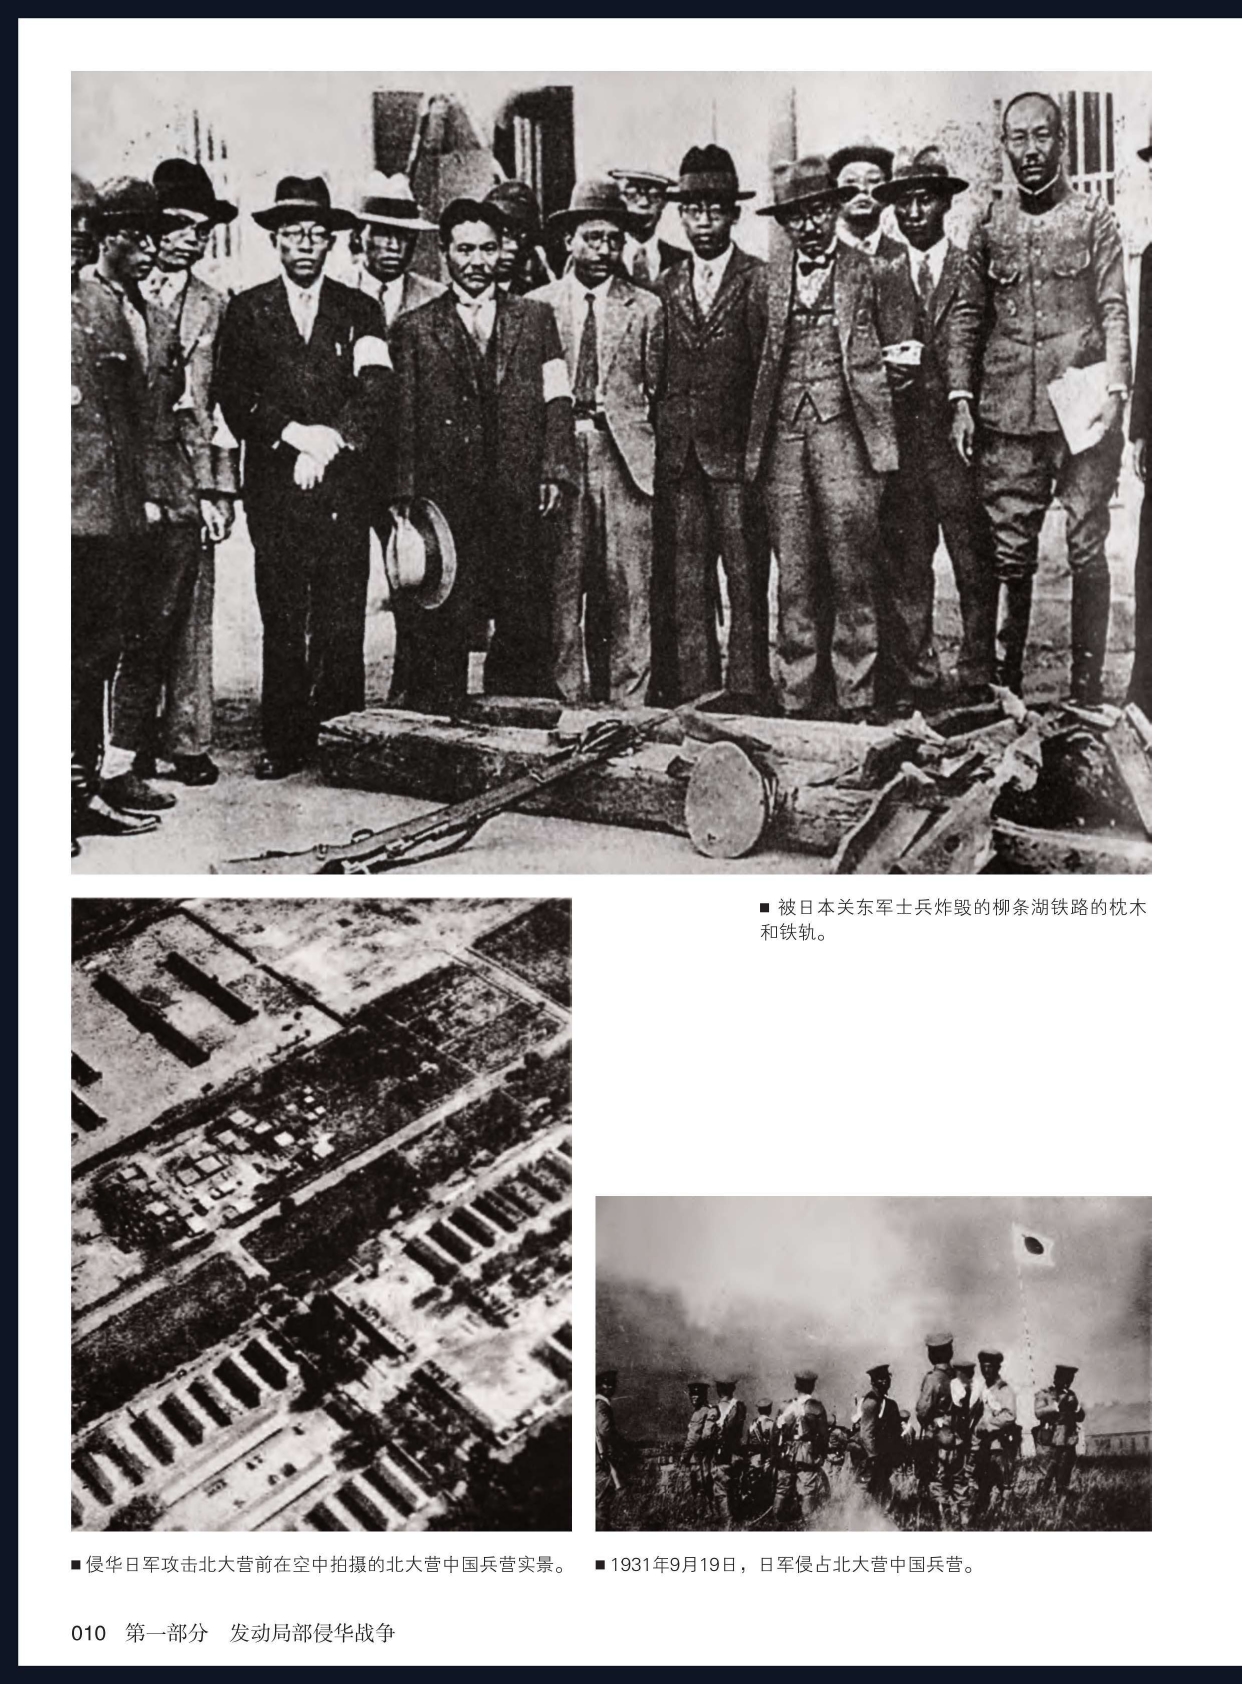 ■ 被日本关东军士兵炸毁的柳条湖铁路的枕木
和铁轨。
■ 侵华日军攻击北大营前在空中拍摄的北大营中国兵营实景。
■ 1931年9月19日，日军侵占北大营中国兵营。
010 第一部分 发动局部侵华战争